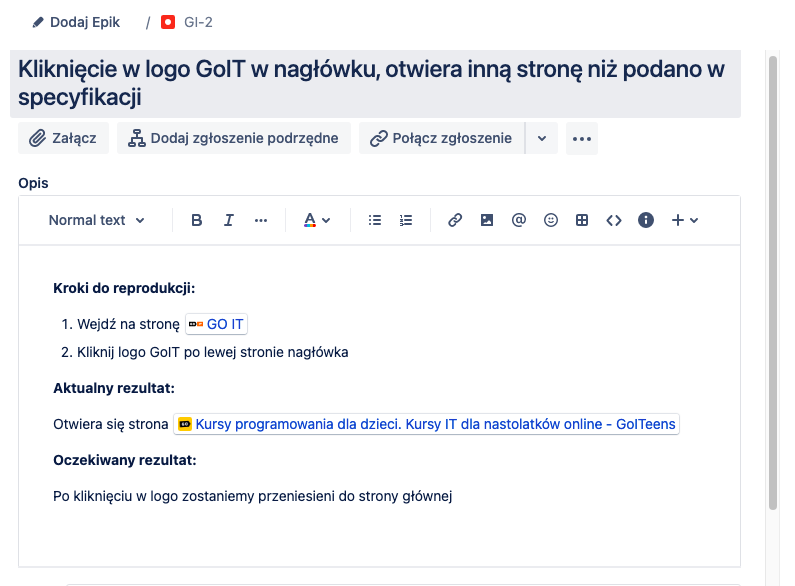 Dodaj Epik / GI-2
Kliknięcie w logo GoIT w nagłówku, otwiera inną stronę niż podano w
specyfikacji
Załącz Dodaj zgłoszenie podrzędne Połącz zgłoszenie
Opis
Normal text B I A
Kroki do reprodukcji:
1. Wejdź na stronę GO IT
2. Kliknij logo GoIT po lewej stronie nagłówka
Aktualny rezultat:
Otwiera się strona Kursy programowania dla dzieci. Kursy IT dla nastolatków online - GoITeens
Oczekiwany rezultat:
Po kliknięciu w logo zostaniemy przeniesieni do strony głównej